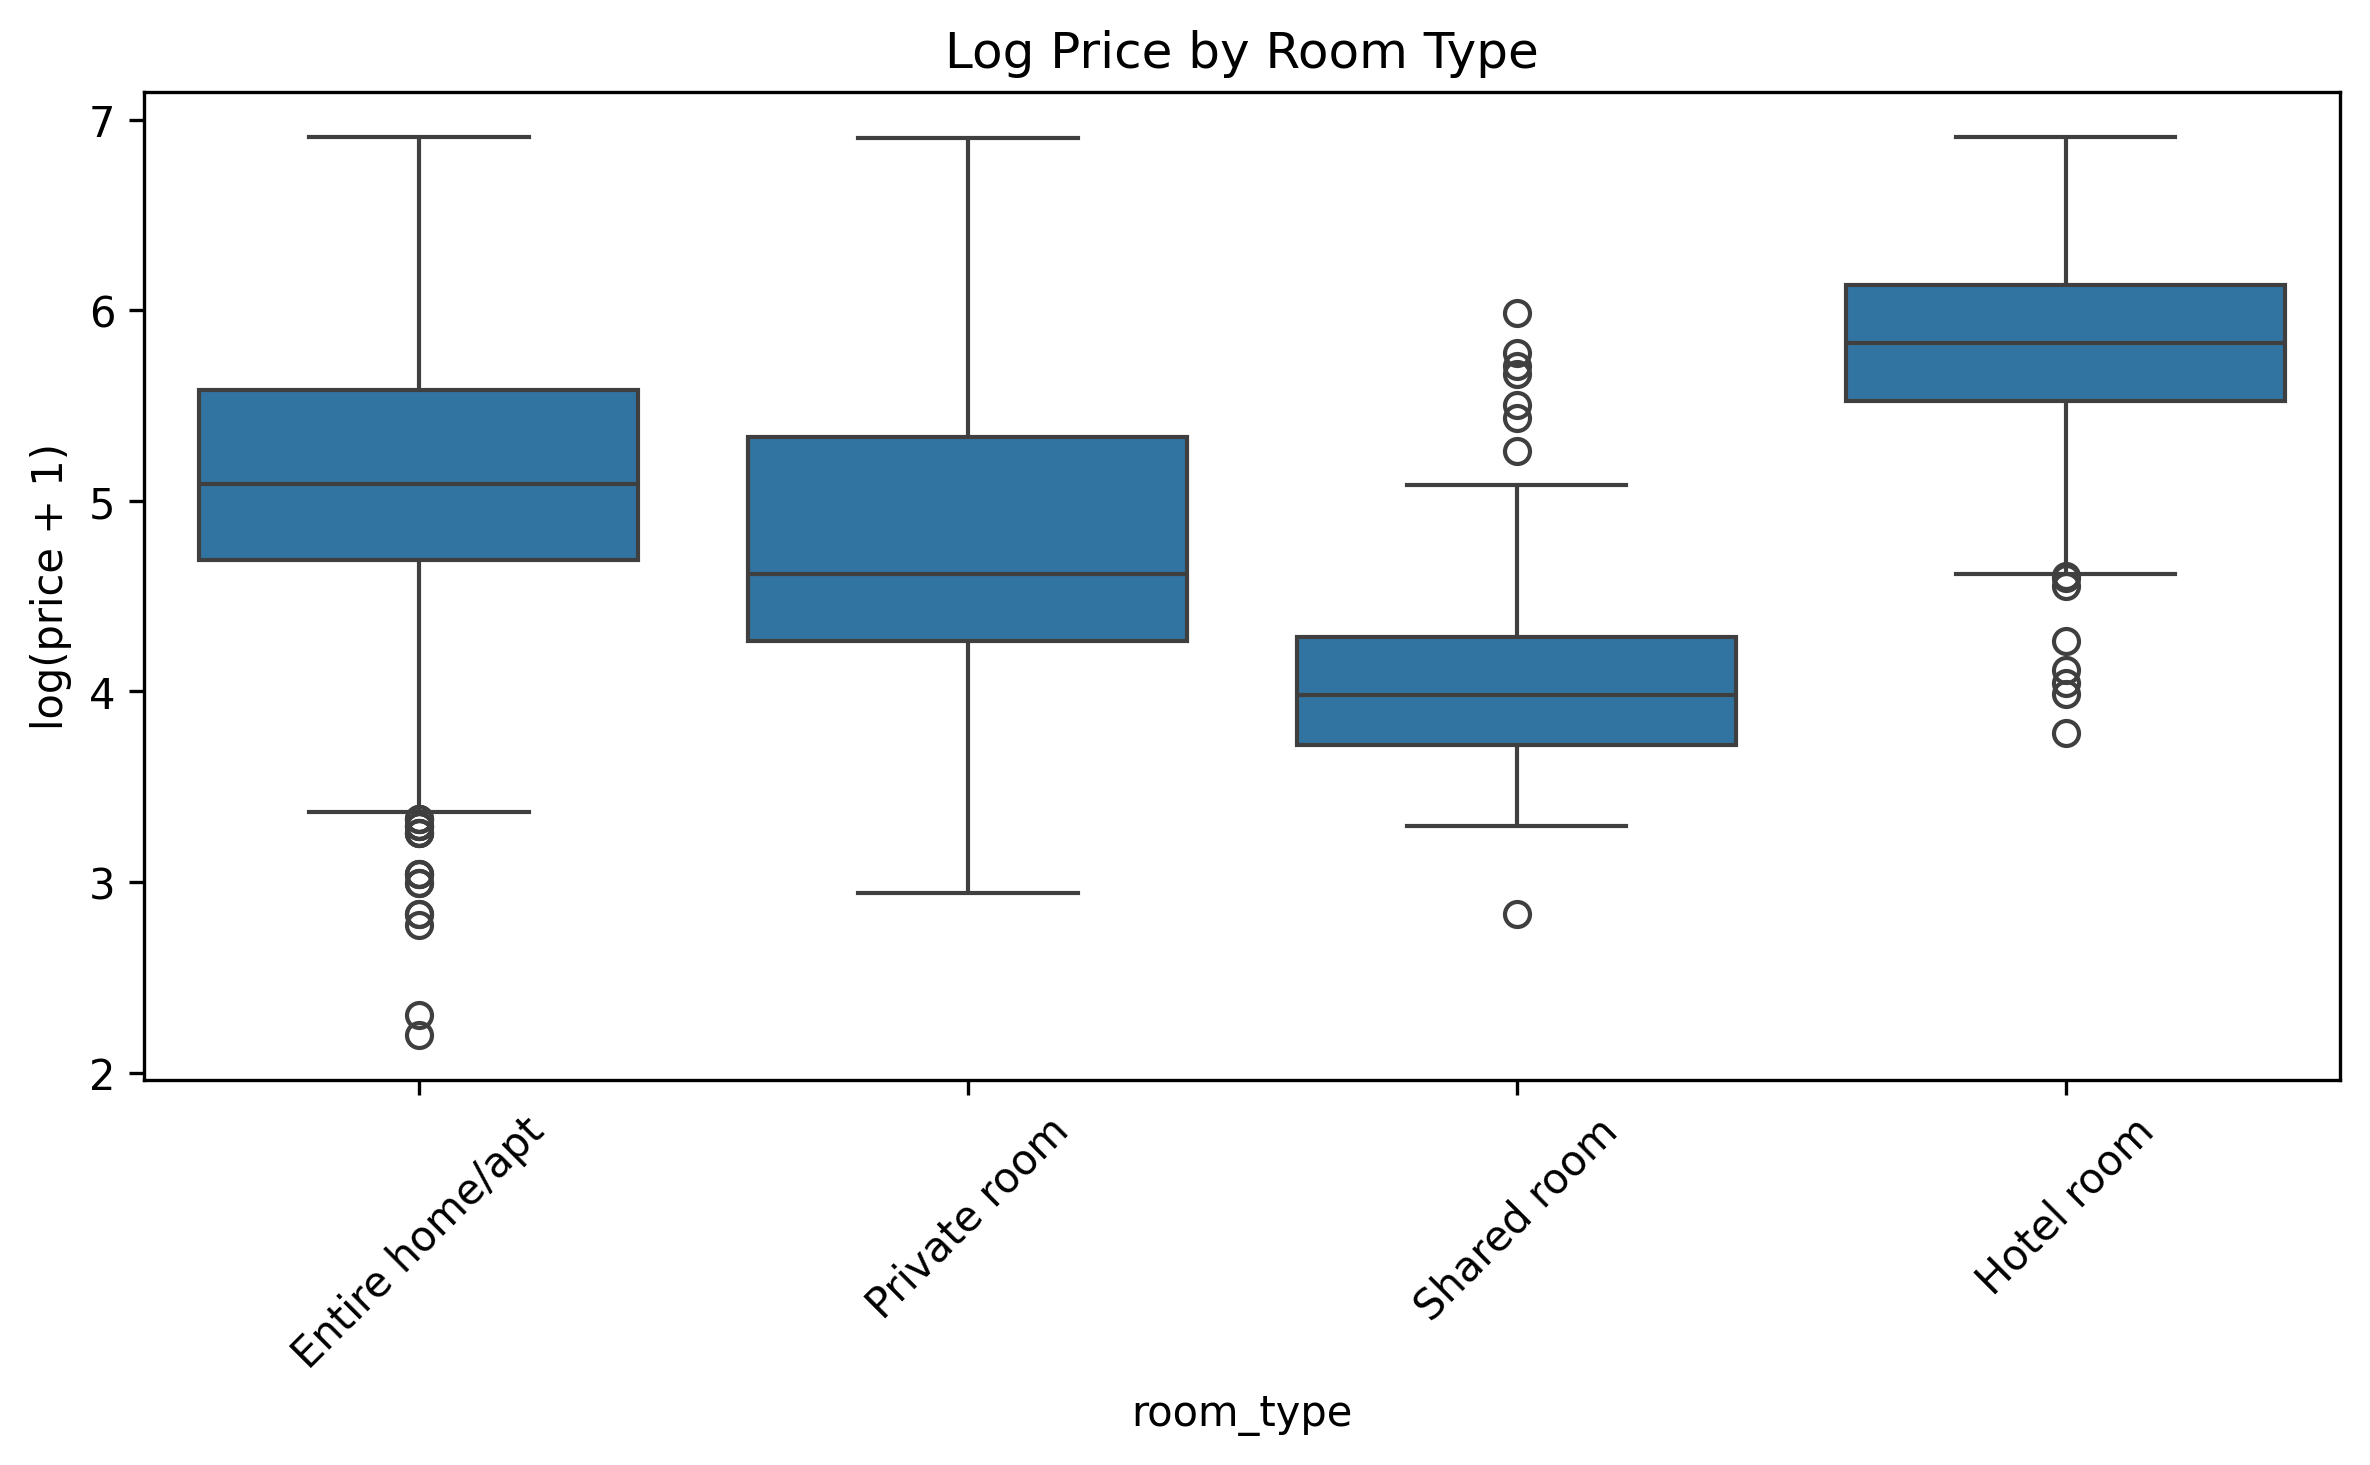 Log Price by Room Type
log(price + 1)
7
6
5
4
3
2
Entire home/apt
Private room
Shared room
Hotel room
room_type